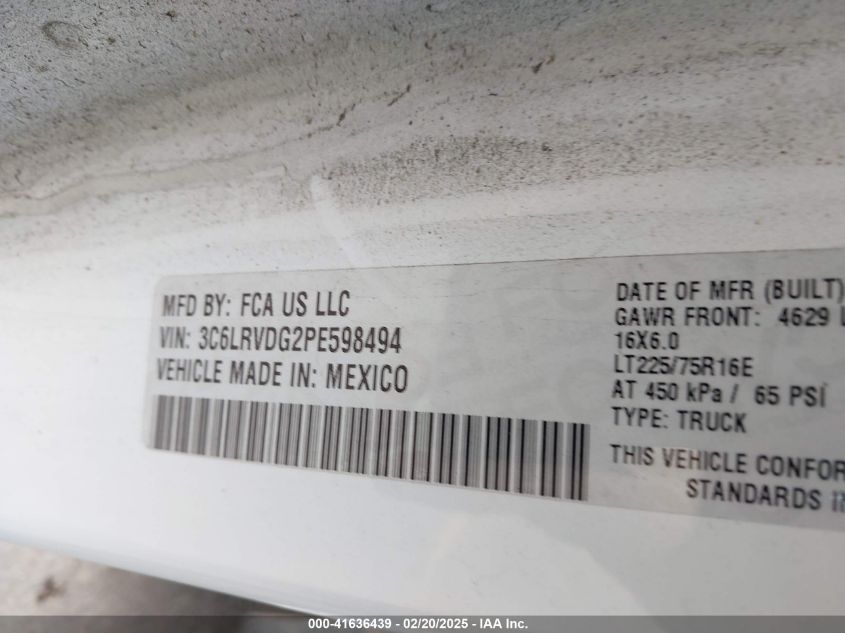 MFD BY: FCA US LLC
VIN: 3C6LRVDG2PE598494
VEHICLE MADE IN: MEXICO
DATE OF MFR (BUILT)
GAWR FRONT: 4629
16X6.0
LT225/75R16E
AT 450 kPa / 65 PSI
TYPE: TRUCK
THIS VEHICLE CONFOR
STANDARDS
000-41636439 - 02/20/2025 - IAA Inc.